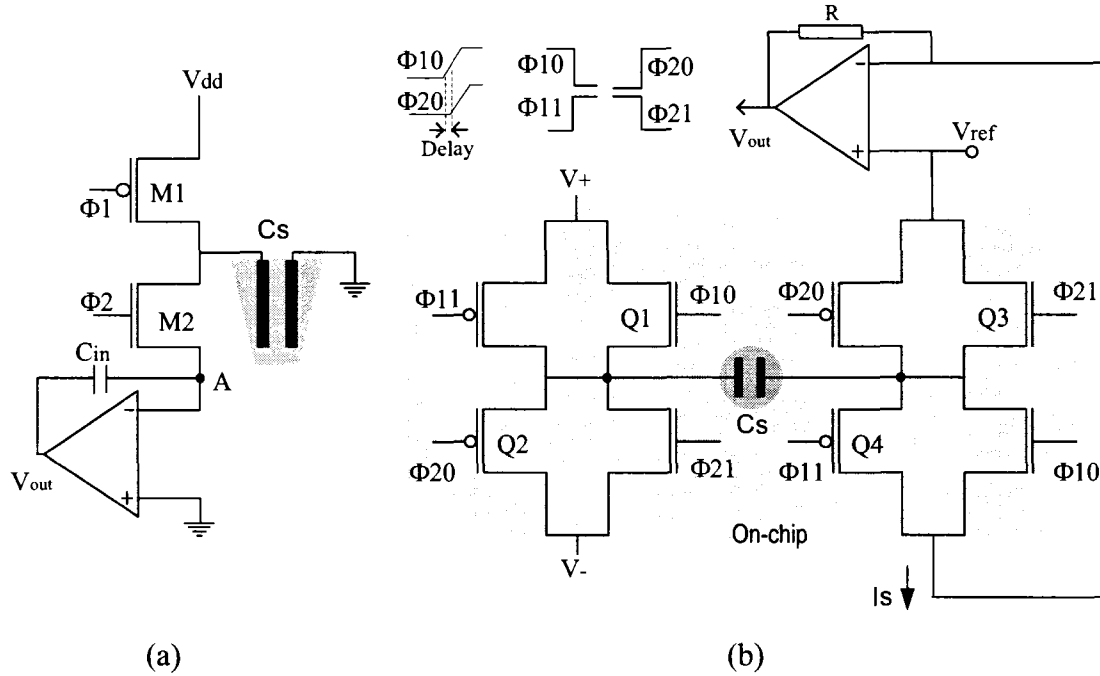 Vdd
Φ1
M1
Cs
Φ2
M2
Cin
A
-
+
Vout
(a)
Φ10
Φ20
Delay
Φ10
Φ11
Φ20
Φ21
R
-
+
Vout
Vref
V+
Φ11
Q1
Φ10
Φ20
Q3
Φ21
Cs
Q2
Φ20
Φ21
Q4
Φ11
Φ10
On-chip
V-
Is
(b)